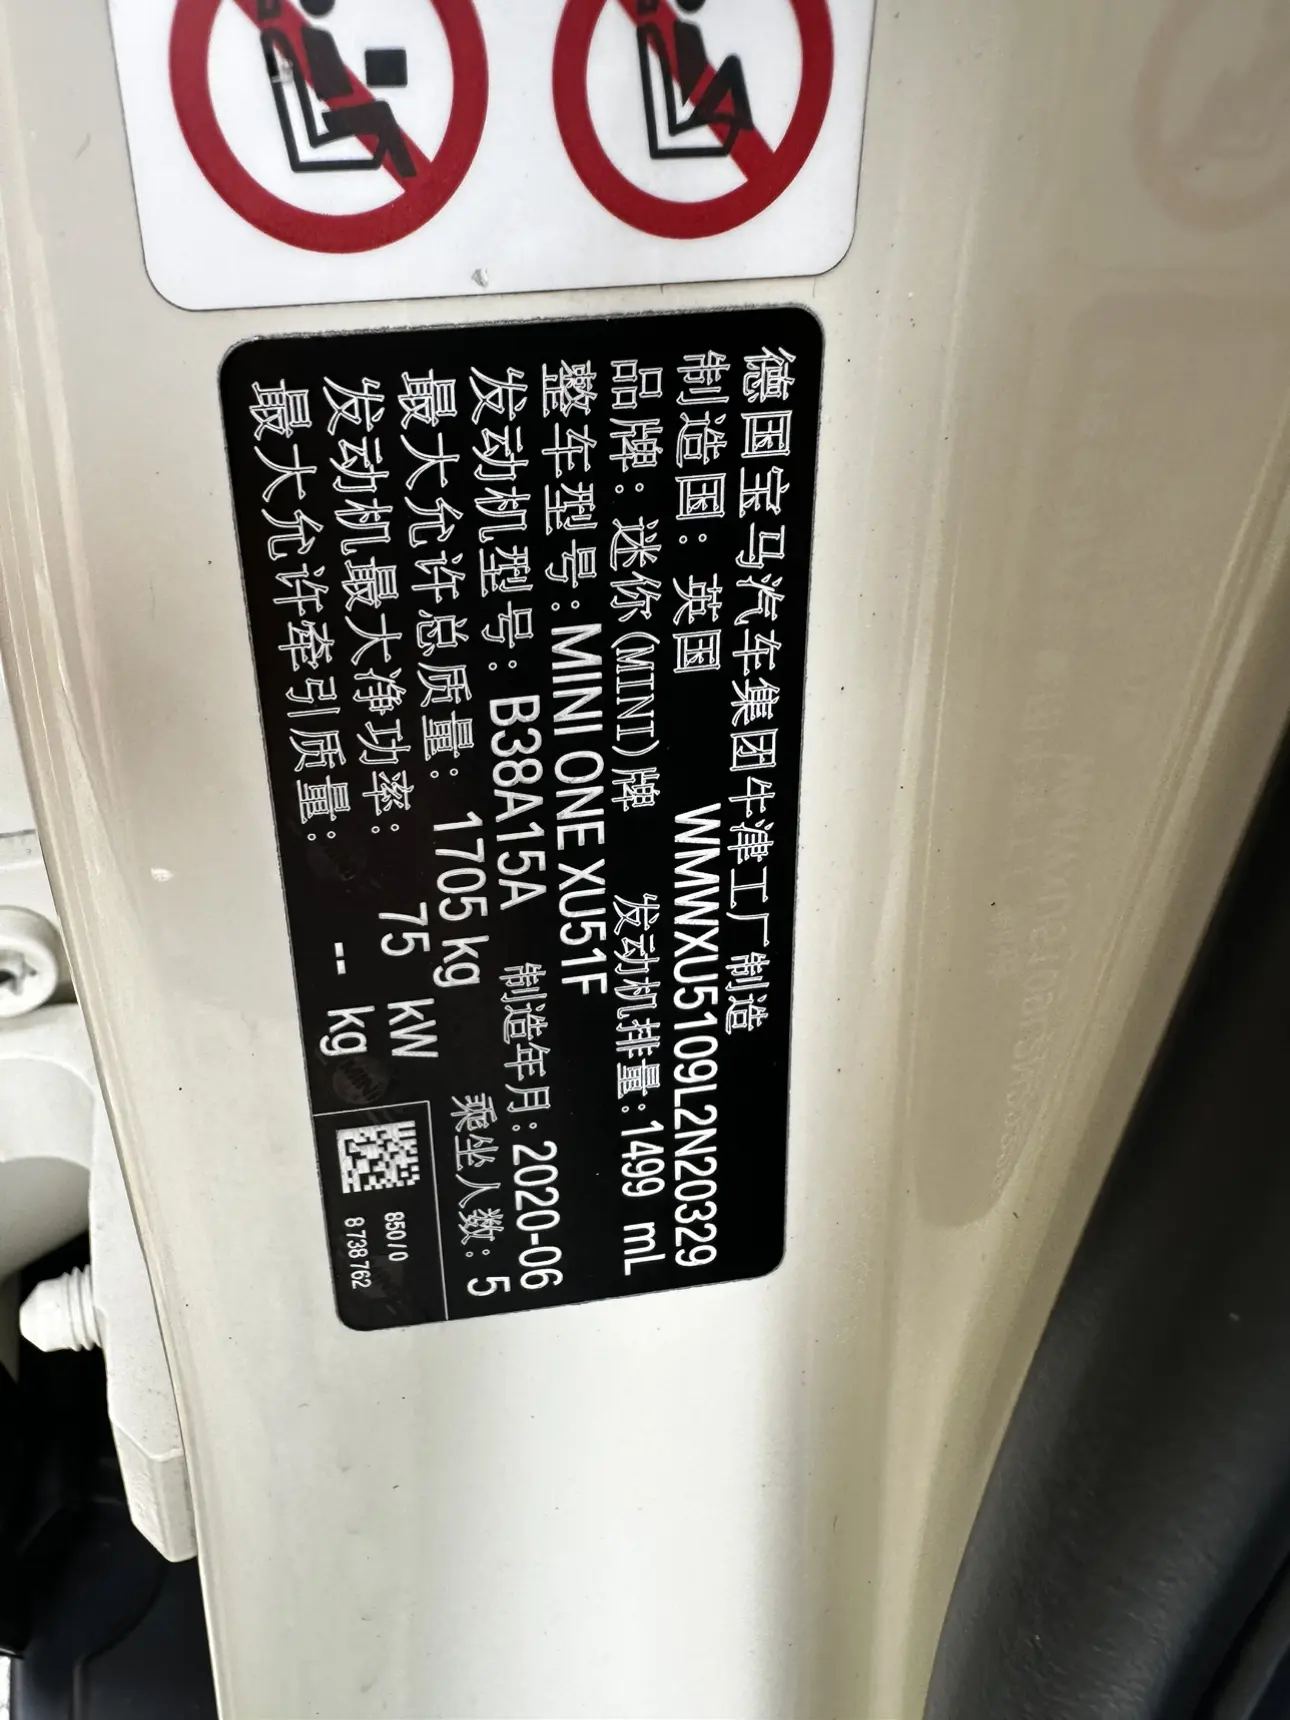 德国宝马汽车集团牛津工厂制造
制造国：英国 WMWXU5109L2N20329
品牌：迷你(MINI)牌 发动机排量：1499 mL
整车型号：MINI ONE XU51F
发动机型号：B38A15A 制造年月：2020-06
最大允许总质量：1705 kg 乘坐人数：5
发动机最大净功率：75 kW
最大允许牵引质量：-- kg
850/0
8738762
MINI